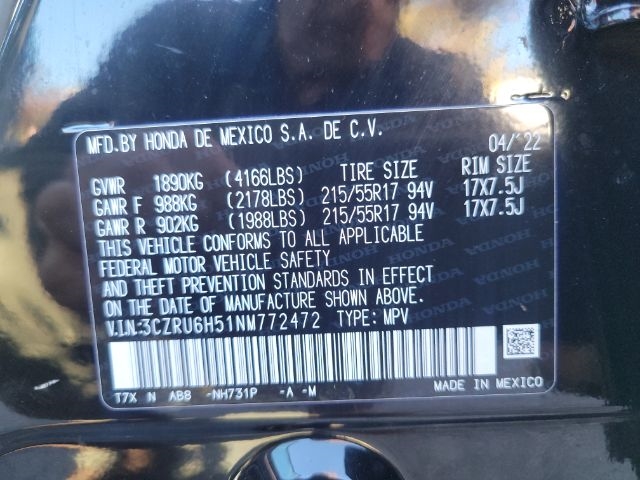 MFD.BY HONDA DE MEXICO S.A. DE C.V. 04/'22
GVWR 1890KG (4166LBS) TIRE SIZE RIM SIZE
GAWR F 988KG (2178LBS) 215/55R17 94V 17X7.5J
GAWR R 902KG (1988LBS) 215/55R17 94V 17X7.5J
THIS VEHICLE CONFORMS TO ALL APPLICABLE
FEDERAL MOTOR VEHICLE SAFETY
AND THEFT PREVENTION STANDARDS IN EFFECT
ON THE DATE OF MANUFACTURE SHOWN ABOVE.
V.I.N:3CZRU6H51NM772472 TYPE: MPV
T7X N AB8 -NH731P -A -M MADE IN MEXICO